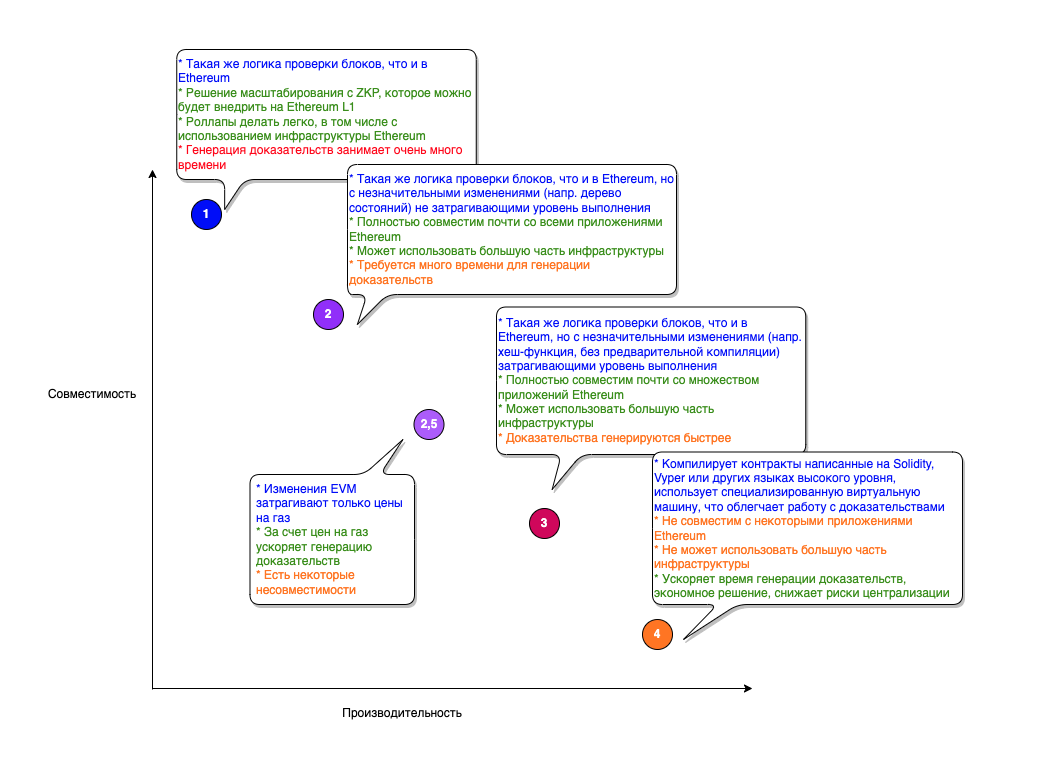 * Такая же логика проверки блоков, что и в
Ethereum
* Решение масштабирования с ZKP, которое можно
будет внедрить на Ethereum L1
* Роллапы делать легко, в том числе с
использованием инфраструктуры Ethereum
* Генерация доказательств занимает очень много
времени
1
* Такая же логика проверки блоков, что и в Ethereum, но
с незначительными изменениями (напр. дерево
состояний) не затрагивающими уровень выполнения
* Полностью совместим почти со всеми приложениями
Ethereum
* Может использовать большую часть инфраструктуры
* Требуется много времени для генерации
доказательств
2
* Такая же логика проверки блоков, что и в
Ethereum, но с незначительными изменениями (напр.
хеш-функция, без предварительной компиляции)
затрагивающими уровень выполнения
* Полностью совместим почти со множеством
приложений Ethereum
* Может использовать большую часть
инфраструктуры
* Доказательства генерируются быстрее
Совместимость
2,5
* Изменения EVM
затрагивают только цены
на газ
* За счет цен на газ
ускоряет генерацию
доказательств
* Есть некоторые
несовместимости
3
* Компилирует контракты написанные на Solidity,
Vyper или других языках высокого уровня,
использует специализированную виртуальную
машину, что облегчает работу с доказательствами
* Не совместим с некоторыми приложениями
Ethereum
* Не может использовать большую часть
инфраструктуры
* Ускоряет время генерации доказательств,
экономное решение, снижает риски централизации
4
Производительность